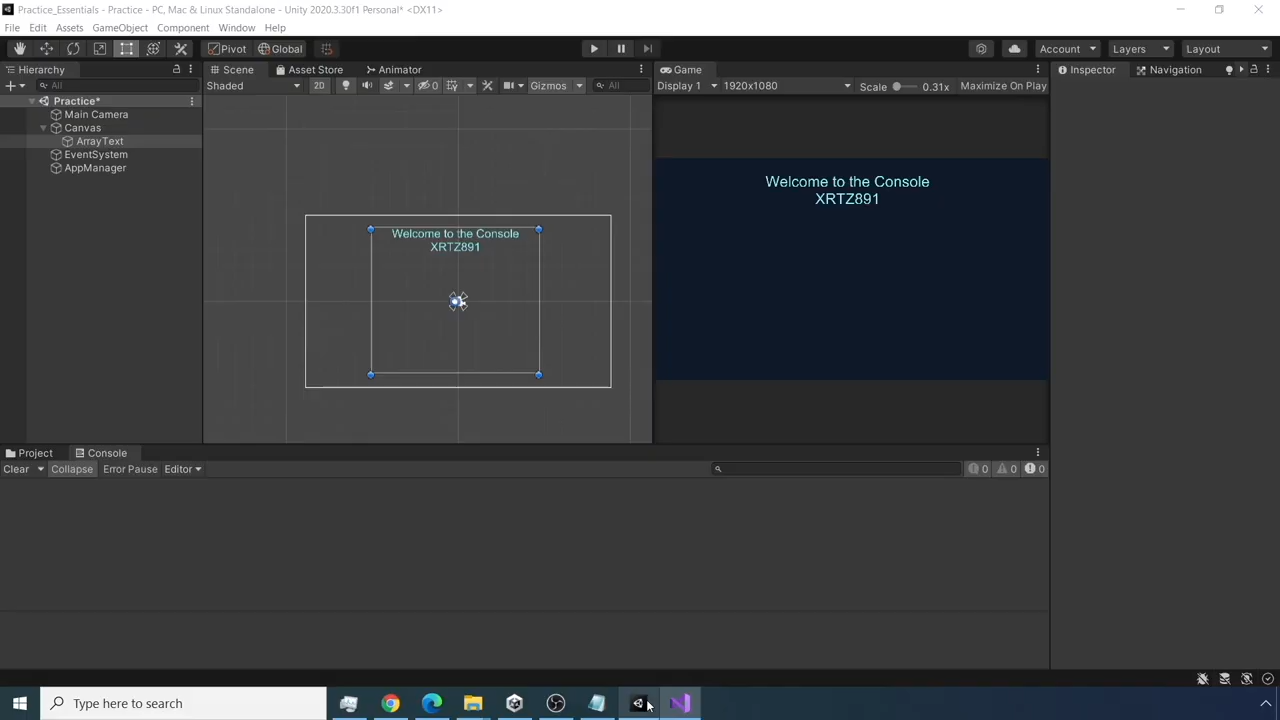 Practice_Essentials - Practice - PC, Mac & Linux Standalone - Unity 2020.3.30f1 Personal* <DX11>
File Edit Assets GameObject Component Window Help
Pivot Global Account Layers Layout
Hierarchy Scene Asset Store Animator Game Inspector Navigation
All Shaded 2D 0 Gizmos All Display 1 1920x1080 Scale 0.31x Maximize On Play
Practice*
Main Camera
Canvas
ArrayText
EventSystem
AppManager
Welcome to the Console
XRTZ891
Welcome to the Console
XRTZ891
Project Console
Clear Collapse Error Pause Editor 0 0 0
Type here to search